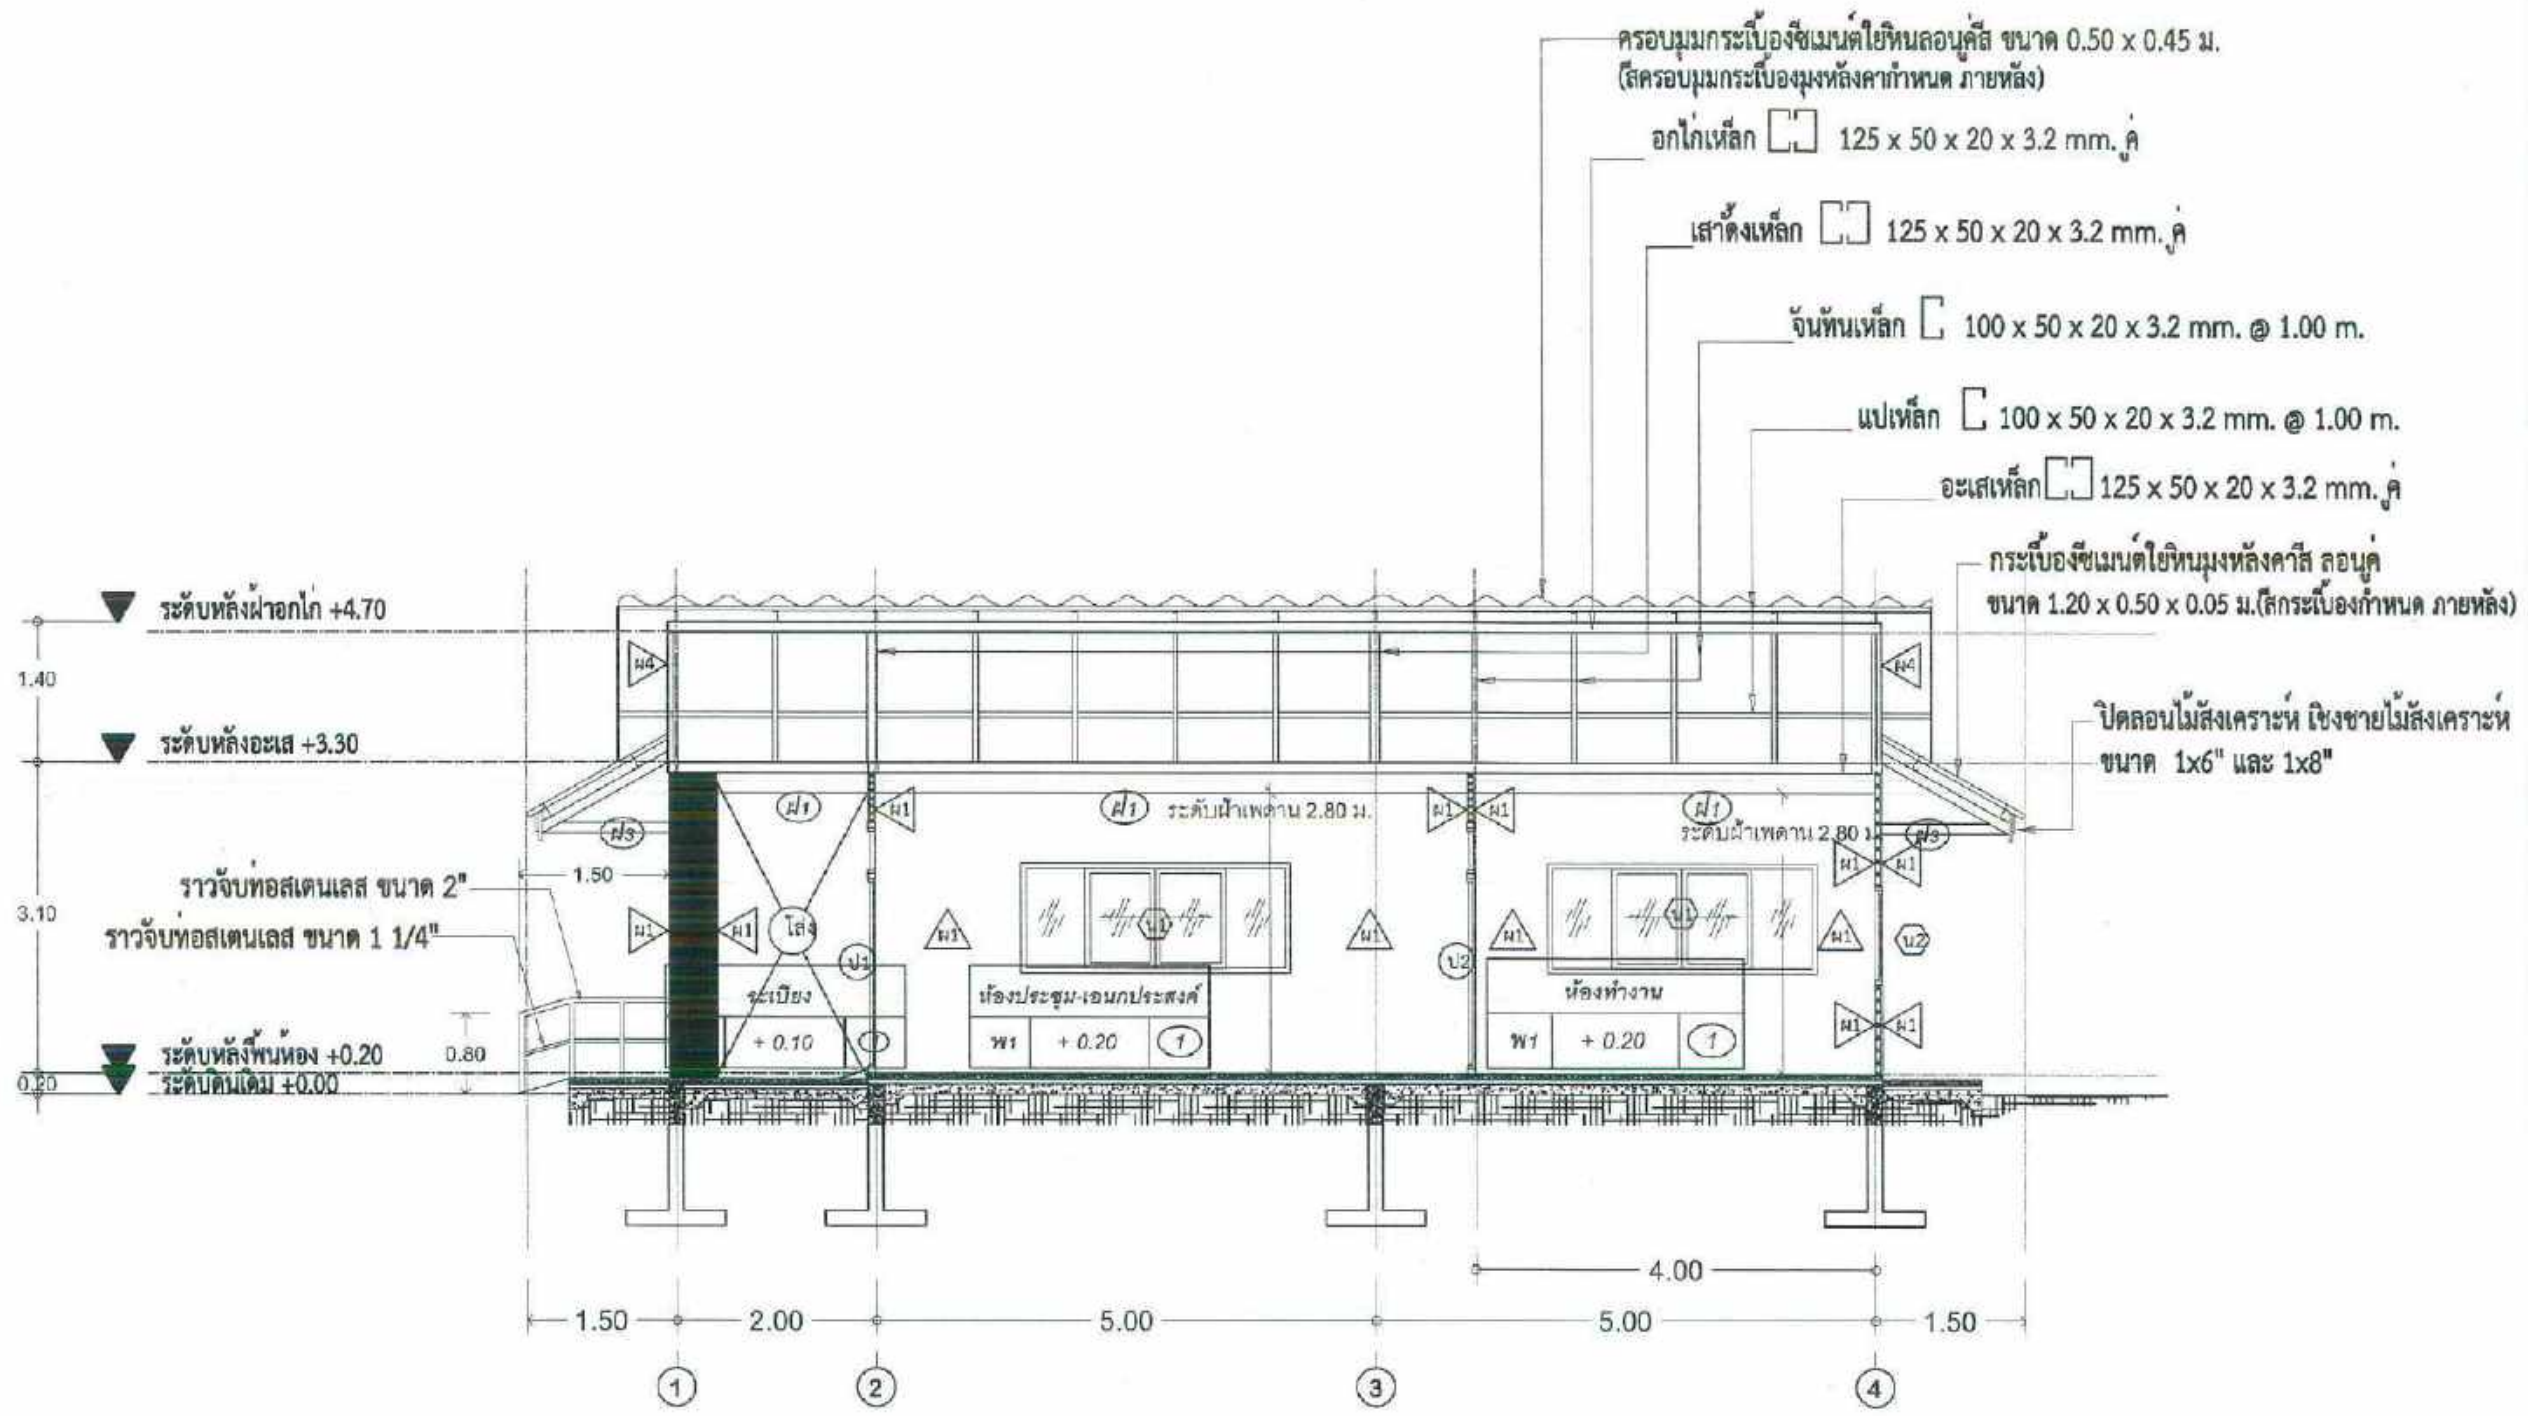 ครอบมุมกระเบื้องซีเมนต์ใยหินลอนคู่สี ขนาด 0.50 x 0.45 ม.
(สีครอบมุมกระเบื้องมุงหลังคากำหนด ภายหลัง)
อกไก่เหล็ก 125 x 50 x 20 x 3.2 mm. คู่
เสาดั้งเหล็ก 125 x 50 x 20 x 3.2 mm. คู่
จันทันเหล็ก 100 x 50 x 20 x 3.2 mm. @ 1.00 m.
แปเหล็ก 100 x 50 x 20 x 3.2 mm. @ 1.00 m.
อะเสเหล็ก 125 x 50 x 20 x 3.2 mm. คู่
กระเบื้องซีเมนต์ใยหินมุงหลังคาสี ลอนคู่
ขนาด 1.20 x 0.50 x 0.05 ม.(สีกระเบื้องกำหนด ภายหลัง)
ระดับหลังฝ้าอกไก่ +4.70
1.40
ผ4
ผ4
ปิดลอนไม้สังเคราะห์ เชิงชายไม้สังเคราะห์
ขนาด 1x6" และ 1x8"
ระดับหลังอะเส +3.30
ฝ1
ผ1
ฝ1
ระดับฝ้าเพดาน 2.80 ม.
ผ1
ผ1
ฝ1
ระดับฝ้าเพดาน 2.80 ม.
ฝ3
ฝ3
ผ1
ผ1
1.50
ราวจับท่อสเตนเลส ขนาด 2"
ราวจับท่อสเตนเลส ขนาด 1 1/4"
3.10
ผ1
ผ1
โล่ง
ป1
ผ1
น1
ผ1
ป2
ผ1
น1
ผ1
น2
ระเบียง
+ 0.10
1
ห้องประชุม-เอนกประสงค์
พ1
+ 0.20
1
ห้องทำงาน
พ1
+ 0.20
1
ผ1
ผ1
ระดับหลังพื้นห้อง +0.20
0.80
ระดับดินเดิม +0.00
0.20
4.00
1.50
2.00
5.00
5.00
1.50
1
2
3
4